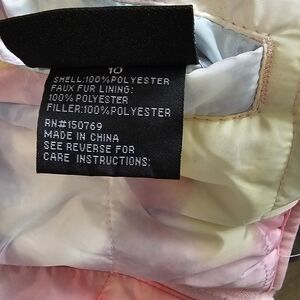 10
SHELL:100%POLYESTER
FAUX FUR LINING:
100%POLYESTER
FILLER:100%POLYESTER
RN#150769
MADE IN CHINA
SEE REVERSE FOR
CARE INSTRUCTIONS: